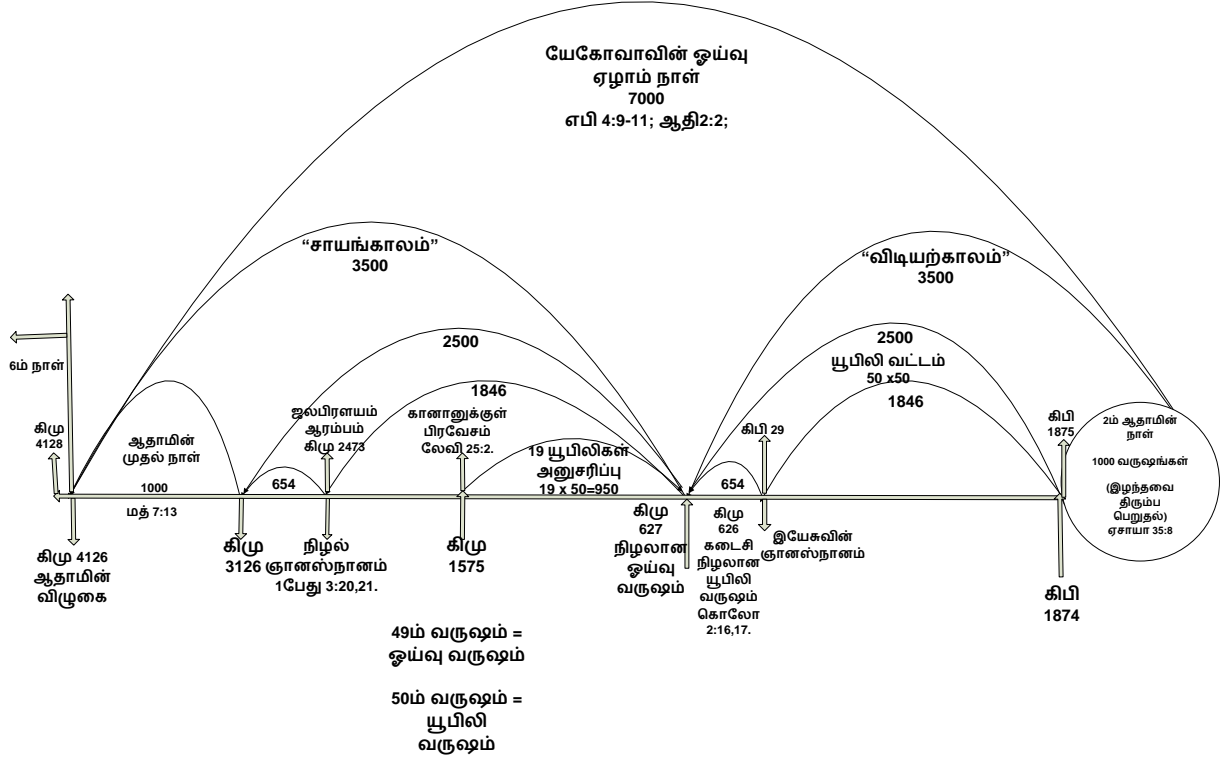 யேகோவாவின் ஓய்வு
ஏழாம் நாள்
7000
எபி 4:9-11; ஆதி2:2;
“சாயங்காலம்”
3500
“விடியற்காலம்”
3500
2500
2500
யூபிலி வட்டம்
50 x50
1846
1846
6ம் நாள்
கிமு
4128
ஆதாமின்
முதல் நாள்
1000
மத் 7:13
654
ஜலபிரளயம்
ஆரம்பம்
கிமு 2473
கானானுக்குள்
பிரவேசம்
லேவி 25:2.
19 யூபிலிகள்
அனுசரிப்பு
19 x 50=950
654
கிபி 29
கிபி
1875
2ம் ஆதாமின்
நாள்
1000 வருஷங்கள்
(இழந்தவை
திரும்ப
பெறுதல்)
ஏசாயா 35:8
கிமு 4126
ஆதாமின்
விழுகை
கிமு
3126
நிழல்
ஞானஸ்நானம்
1பேது 3:20,21.
கிமு
1575
கிமு
627
நிழலான
ஓய்வு
வருஷம்
கிமு
626
கடைசி
நிழலான
யூபிலி
வருஷம்
கொலோ
2:16,17.
இயேசுவின்
ஞானஸ்நானம்
கிபி
1874
49ம் வருஷம் =
ஓய்வு வருஷம்
50ம் வருஷம் =
யூபிலி
வருஷம்